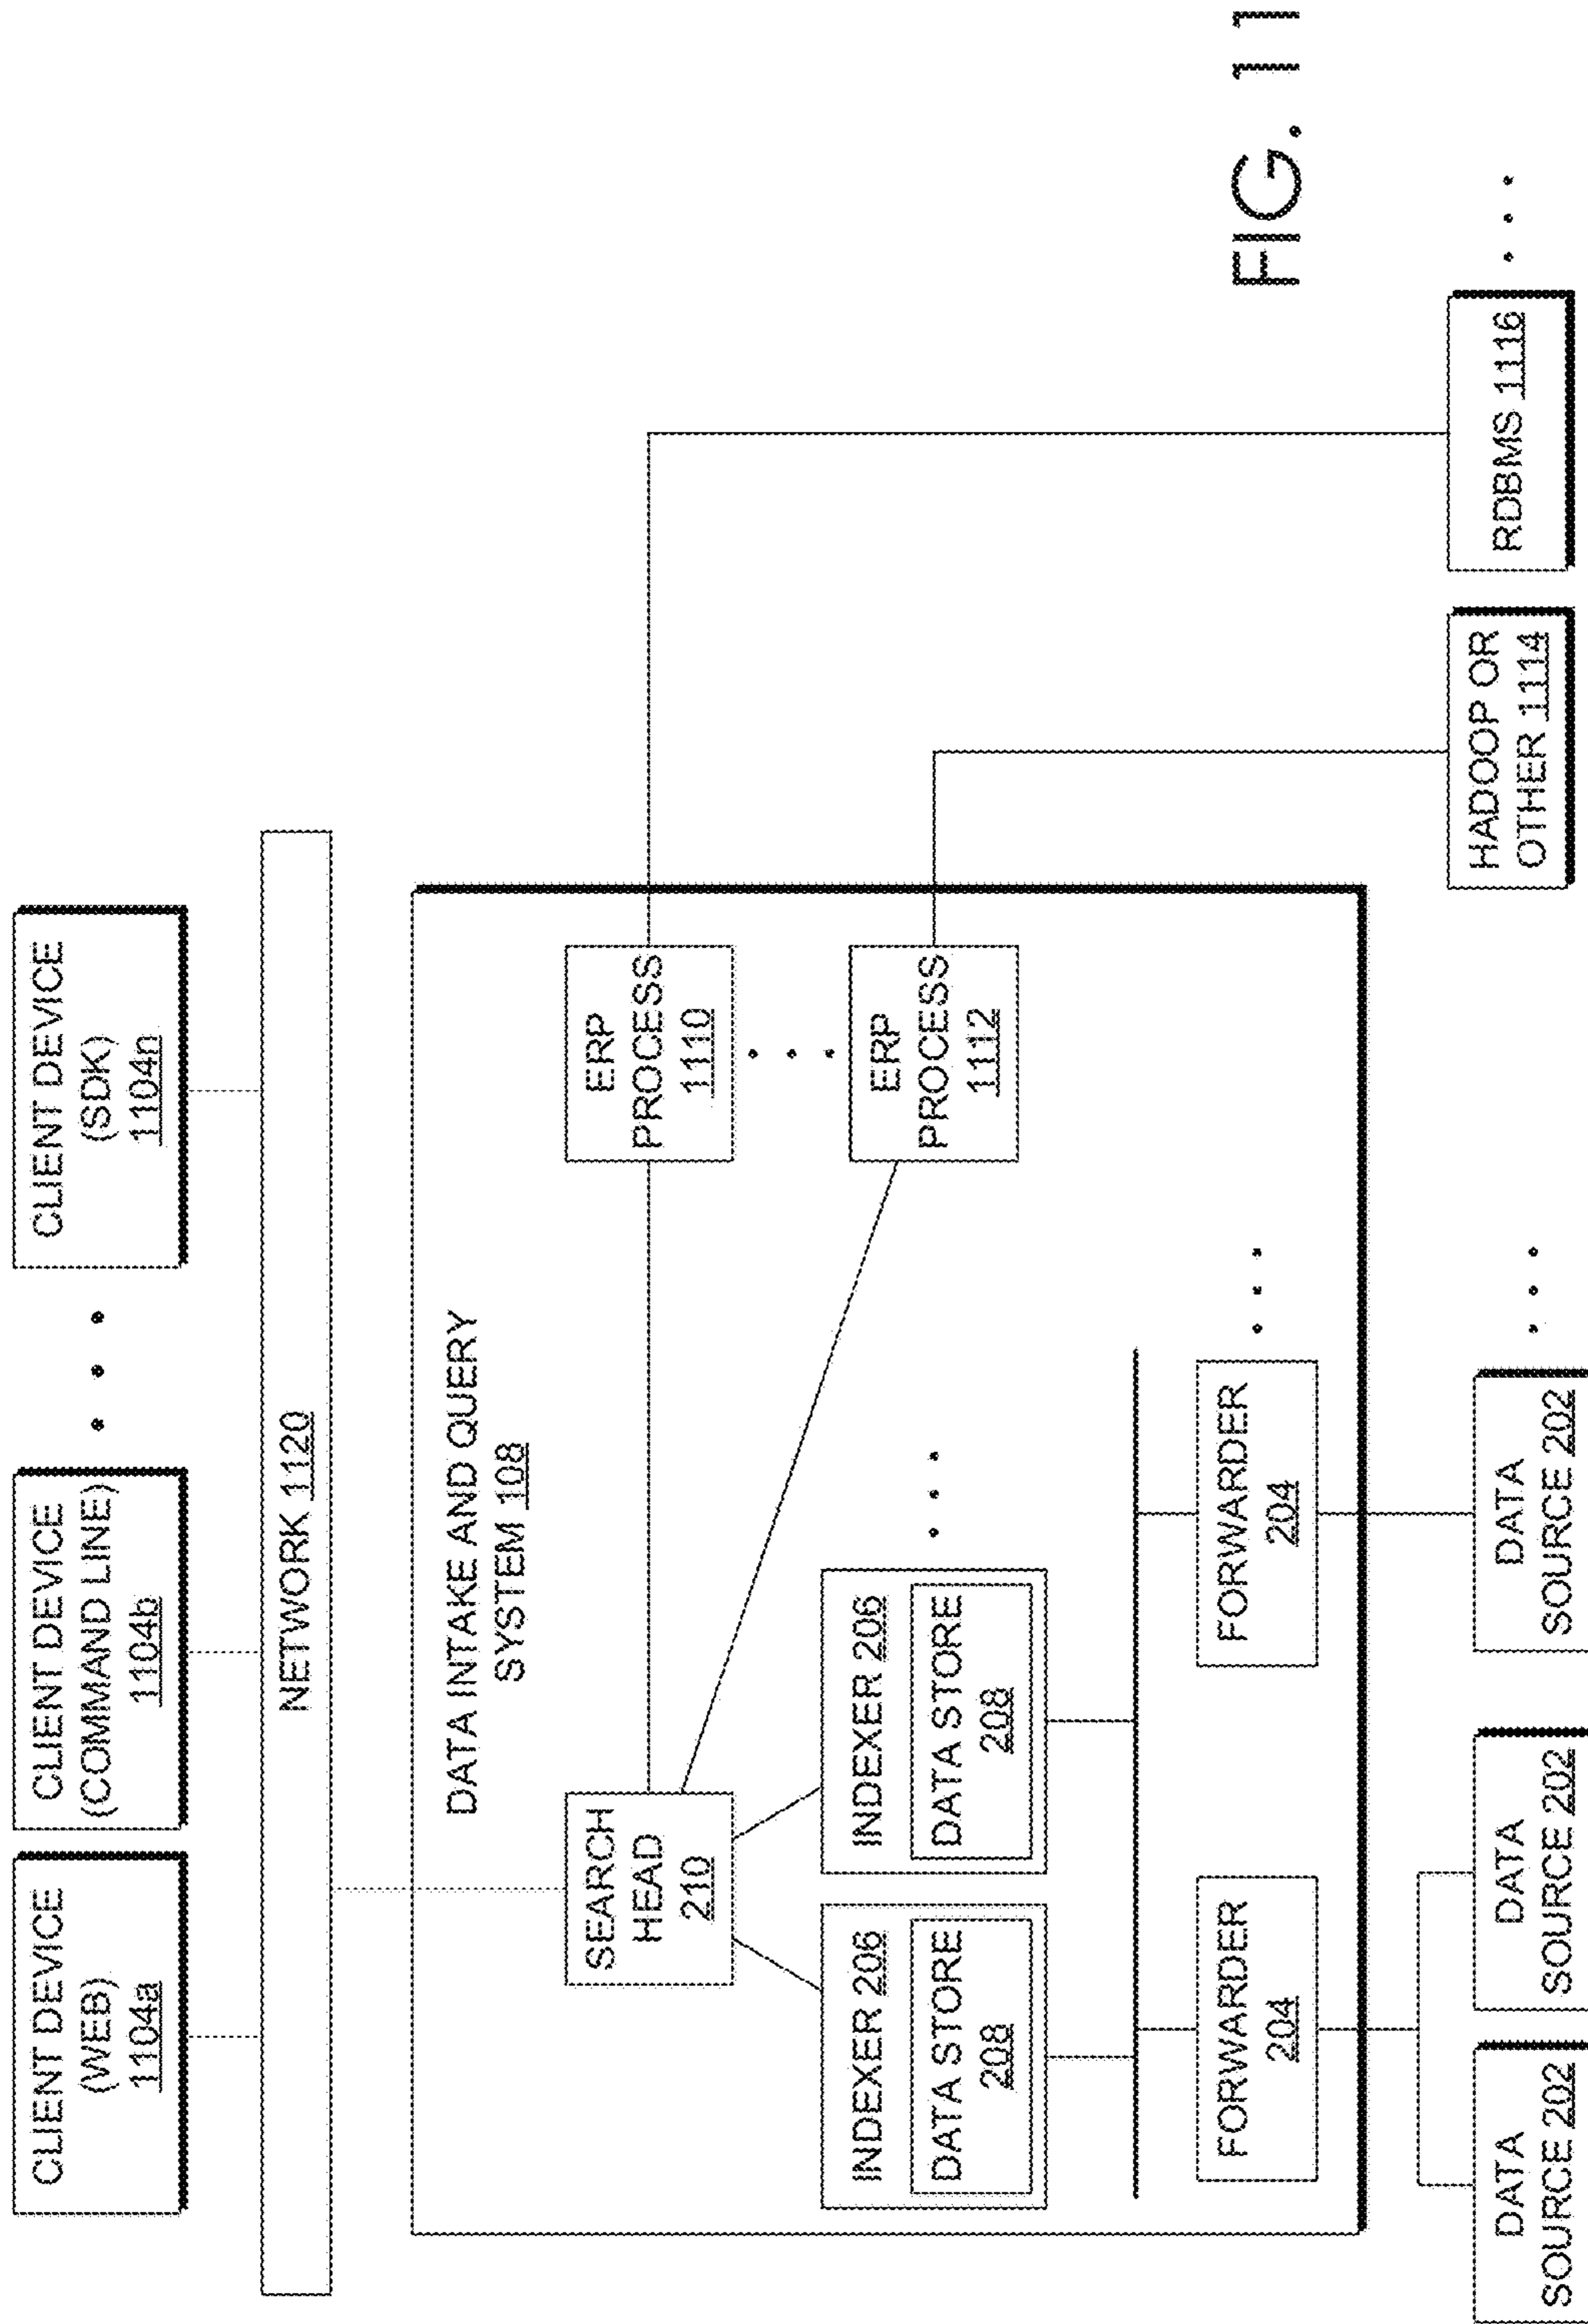 CLIENT DEVICE
(WEB)
1104a
CLIENT DEVICE
(COMMAND LINE)
1104b
CLIENT DEVICE
(SDK)
1104n
NETWORK 1120
DATA INTAKE AND QUERY
SYSTEM 108
SEARCH
HEAD
210
ERP
PROCESS
1110
ERP
PROCESS
1112
INDEXER 206
DATA STORE
208
INDEXER 206
DATA STORE
208
FORWARDER
204
FORWARDER
204
DATA
SOURCE 202
DATA
SOURCE 202
DATA
SOURCE 202
HADOOP OR
OTHER 1114
RDBMS 1116
FIG. 11